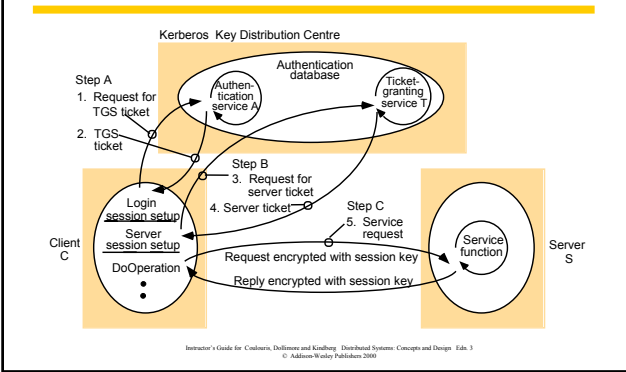 Kerberos Key Distribution Centre
Authentication
database
Step A
1. Request for
TGS ticket
Authen-
tication
service A
Ticket-
granting
service T
2. TGS
ticket
Step B
3. Request for
server ticket
4. Server ticket
Step C
5. Service
request
Login
session setup
Server
session setup
DoOperation
Client
C
Request encrypted with session key
Reply encrypted with session key
Service
function
Server
S
Instructor's Guide for Coulouris, Dollimore and Kindberg Distributed Systems: Concepts and Design Edn. 3
© Addison-Wesley Publishers 2000